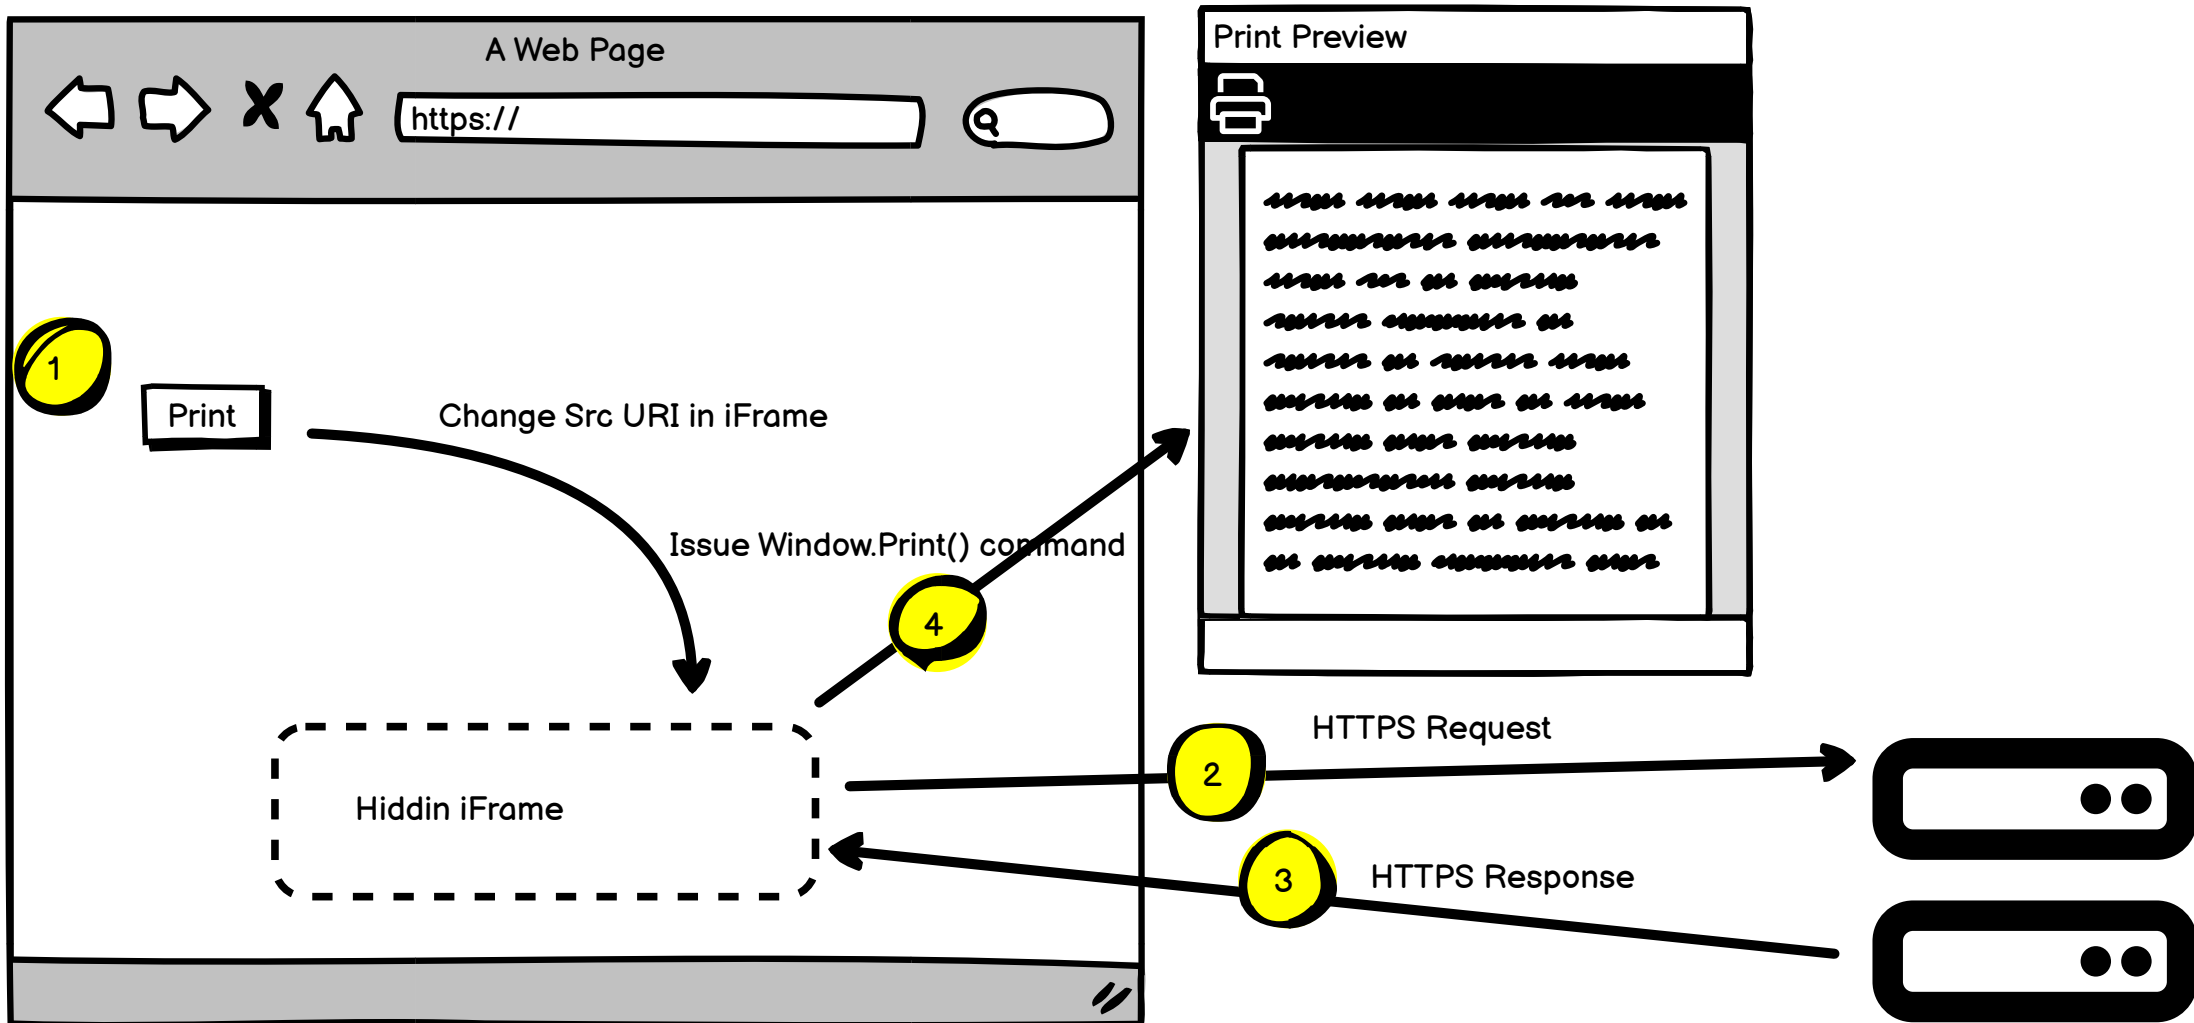 A Web Page
https://
Print Preview
1
Print
Change Src URI in iFrame
Issue Window.Print() command
4
HTTPS Request
2
Hiddin iFrame
3
HTTPS Response